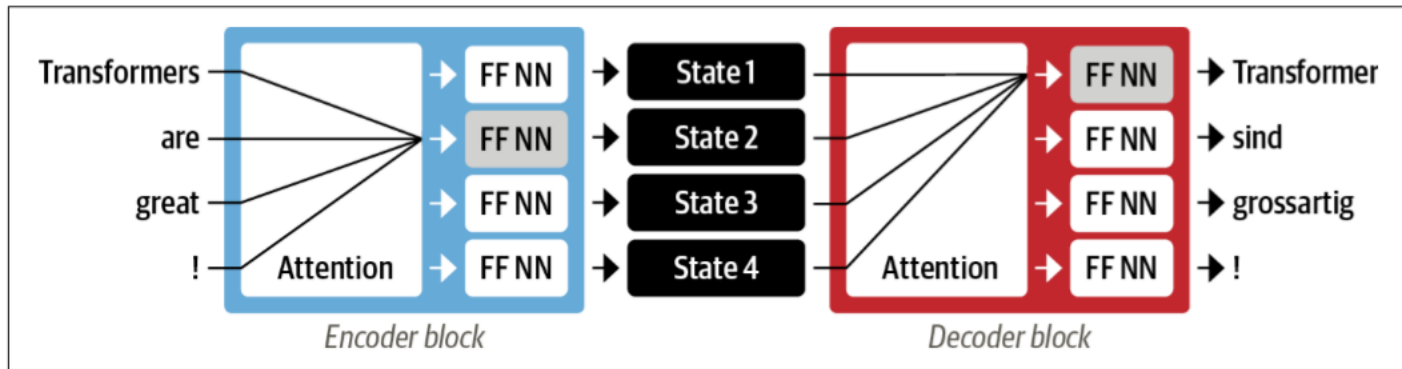 Transformers FF NN State 1 FF NN Transformer
are FF NN State 2 FF NN sind
great FF NN State 3 FF NN grossartig
! Attention FF NN State 4 Attention FF NN !
Encoder block Decoder block